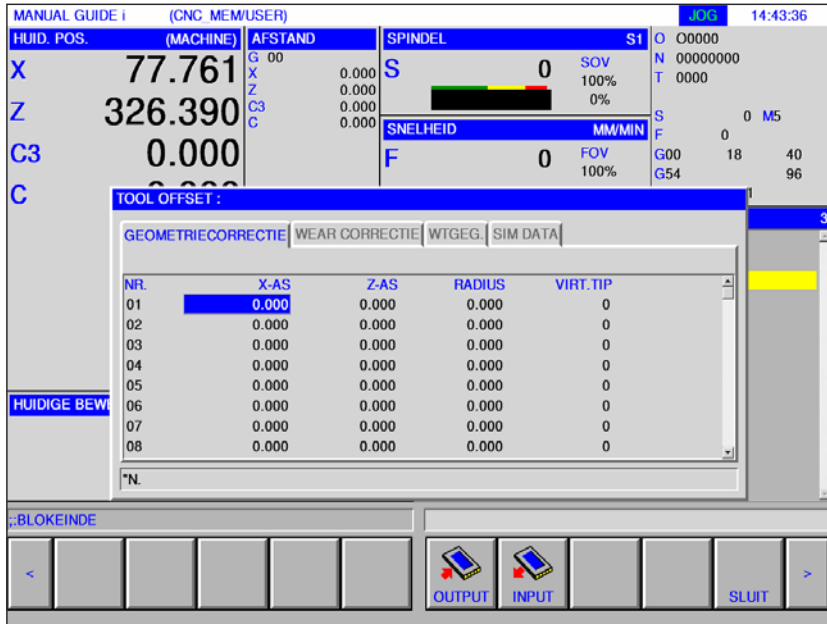 MANUAL GUIDE i (CNC_MEM/USER) JOG 14:43:36
HUID. POS. (MACHINE)
X 77.761
Z 326.390
C3 0.000
C
AFSTAND
G 00
X 0.000
Z 0.000
C3 0.000
C 0.000
SPINDEL S1
S 0 SOV
100%
0%
SNELHEID MM/MIN
F 0 FOV
100%
O O0000
N 00000000
T 0000
S 0 M5
F 0
G00 18 40
G54 96
1
3
HUIDIGE BEWE
TOOL OFFSET :
GEOMETRIECORRECTIE WEAR CORRECTIE WTGEG. SIM DATA
NR. X-AS Z-AS RADIUS VIRT.TIP
01 0.000 0.000 0.000 0
02 0.000 0.000 0.000 0
03 0.000 0.000 0.000 0
04 0.000 0.000 0.000 0
05 0.000 0.000 0.000 0
06 0.000 0.000 0.000 0
07 0.000 0.000 0.000 0
08 0.000 0.000 0.000 0
"N.
;:BLOKEINDE
< OUTPUT INPUT SLUIT >